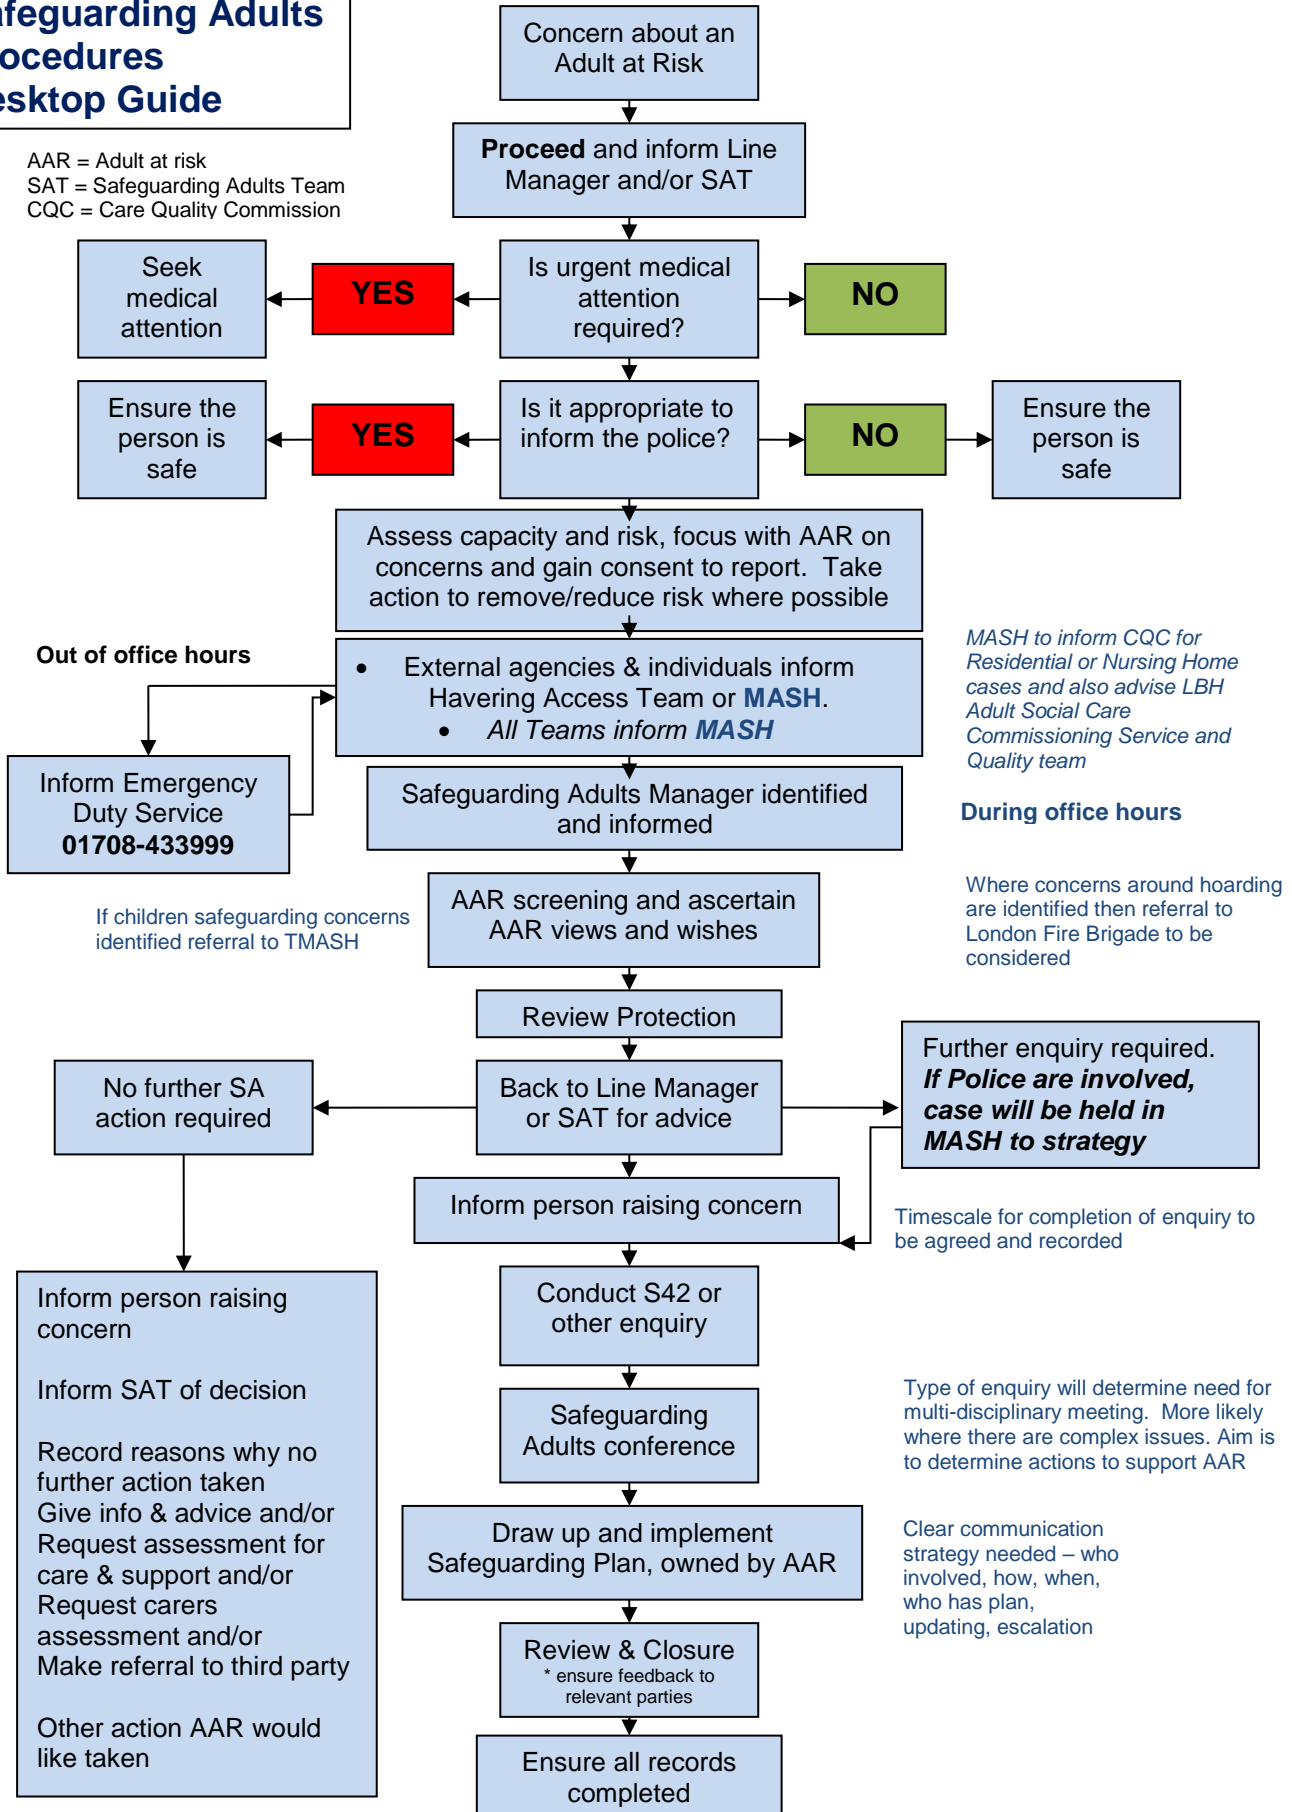 afeguarding Adults
rocedures
esktop Guide
AAR = Adult at risk
SAT = Safeguarding Adults Team
CQC = Care Quality Commission
Concern about an
Adult at Risk
Proceed and inform Line
Manager and/or SAT
Seek
medical
attention
YES
Is urgent medical
attention
required?
NO
Ensure the
person is
safe
YES
Is it appropriate to
inform the police?
NO
Ensure the
person is
safe
Assess capacity and risk, focus with AAR on
concerns and gain consent to report.  Take
action to remove/reduce risk where possible
Out of office hours
• External agencies & individuals inform
Havering Access Team or MASH.
• All Teams inform MASH
MASH to inform CQC for
Residential or Nursing Home
cases and also advise LBH
Adult Social Care
Commissioning Service and
Quality team
Inform Emergency
Duty Service
01708-433999
Safeguarding Adults Manager identified
and informed
During office hours
If children safeguarding concerns
identified referral to TMASH
AAR screening and ascertain
AAR views and wishes
Where concerns around hoarding
are identified then referral to
London Fire Brigade to be
considered
Review Protection
No further SA
action required
Back to Line Manager
or SAT for advice
Further enquiry required.
If Police are involved,
case will be held in
MASH to strategy
Inform person raising concern
Timescale for completion of enquiry to
be agreed and recorded
Inform person raising
concern
Inform SAT of decision
Record reasons why no
further action taken
Give info & advice and/or
Request assessment for
care & support and/or
Request carers
assessment and/or
Make referral to third party
Other action AAR would
like taken
Conduct S42 or
other enquiry
Safeguarding
Adults conference
Type of enquiry will determine need for
multi-disciplinary meeting.  More likely
where there are complex issues. Aim is
to determine actions to support AAR
Draw up and implement
Safeguarding Plan, owned by AAR
Clear communication
strategy needed – who
involved, how, when,
who has plan,
updating, escalation
Review & Closure
* ensure feedback to
relevant parties
Ensure all records
completed